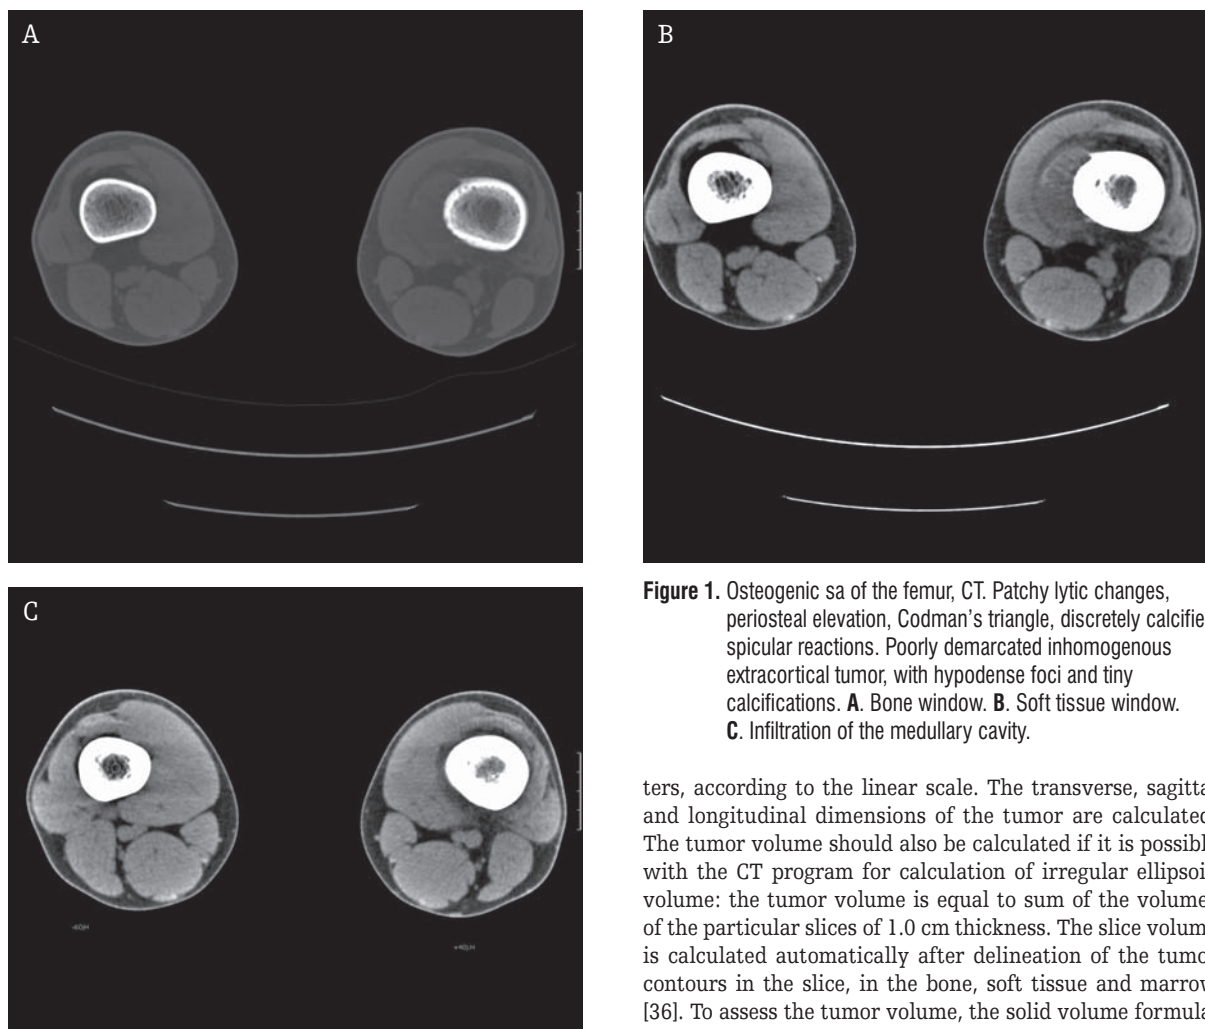 A
B
C
Figure 1. Osteogenic sa of the femur, CT. Patchy lytic changes,
periosteal elevation, Codman's triangle, discretely calcifie
spicular reactions. Poorly demarcated inhomogenous
extracortical tumor, with hypodense foci and tiny
calcifications. A. Bone window. B. Soft tissue window.
C. Infiltration of the medullary cavity.
ters, according to the linear scale. The transverse, sagitta
and longitudinal dimensions of the tumor are calculated
The tumor volume should also be calculated if it is possibl
with the CT program for calculation of irregular ellipsoi
volume: the tumor volume is equal to sum of the volume
of the particular slices of 1.0 cm thickness. The slice volum
is calculated automatically after delineation of the tumo
contours in the slice, in the bone, soft tissue and marrow
[36]. To assess the tumor volume, the solid volume formula